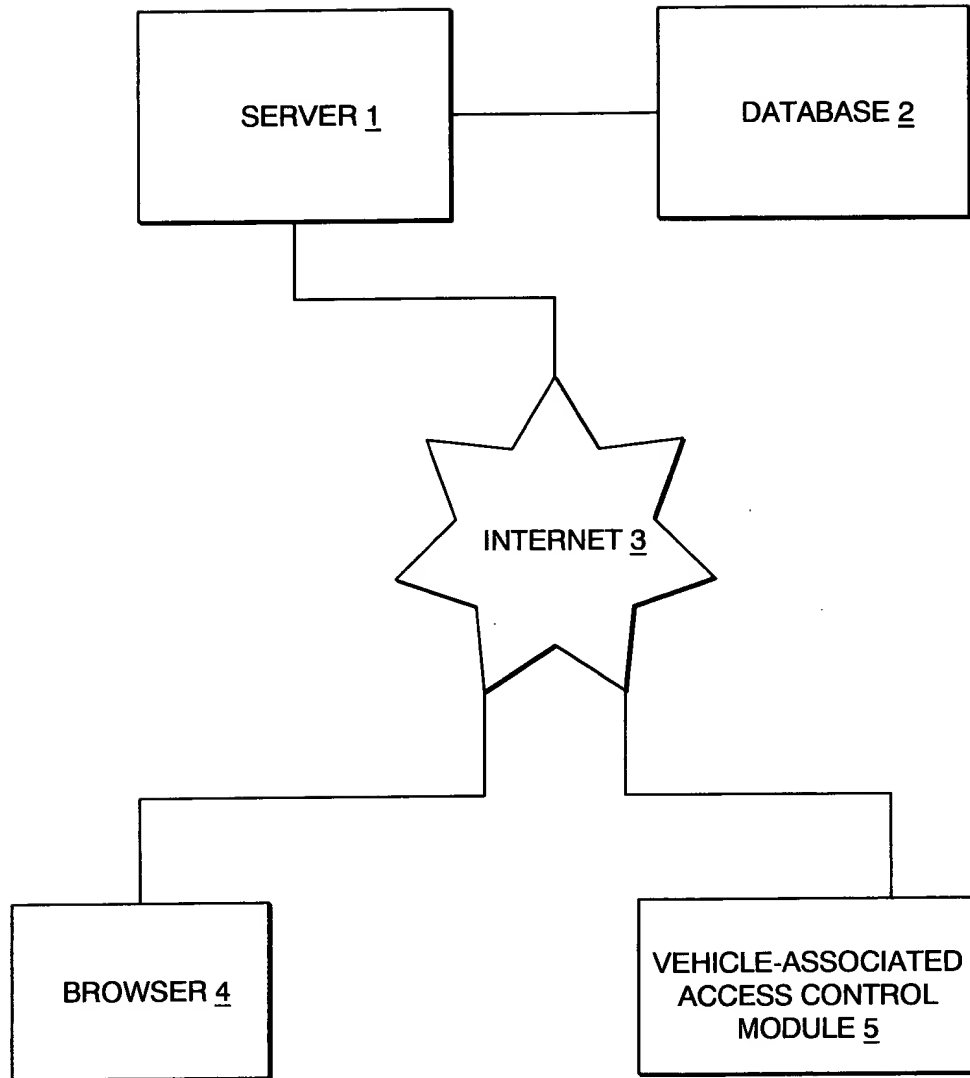 SERVER 1
DATABASE 2
INTERNET 3
BROWSER 4
VEHICLE-ASSOCIATED
ACCESS CONTROL
MODULE 5